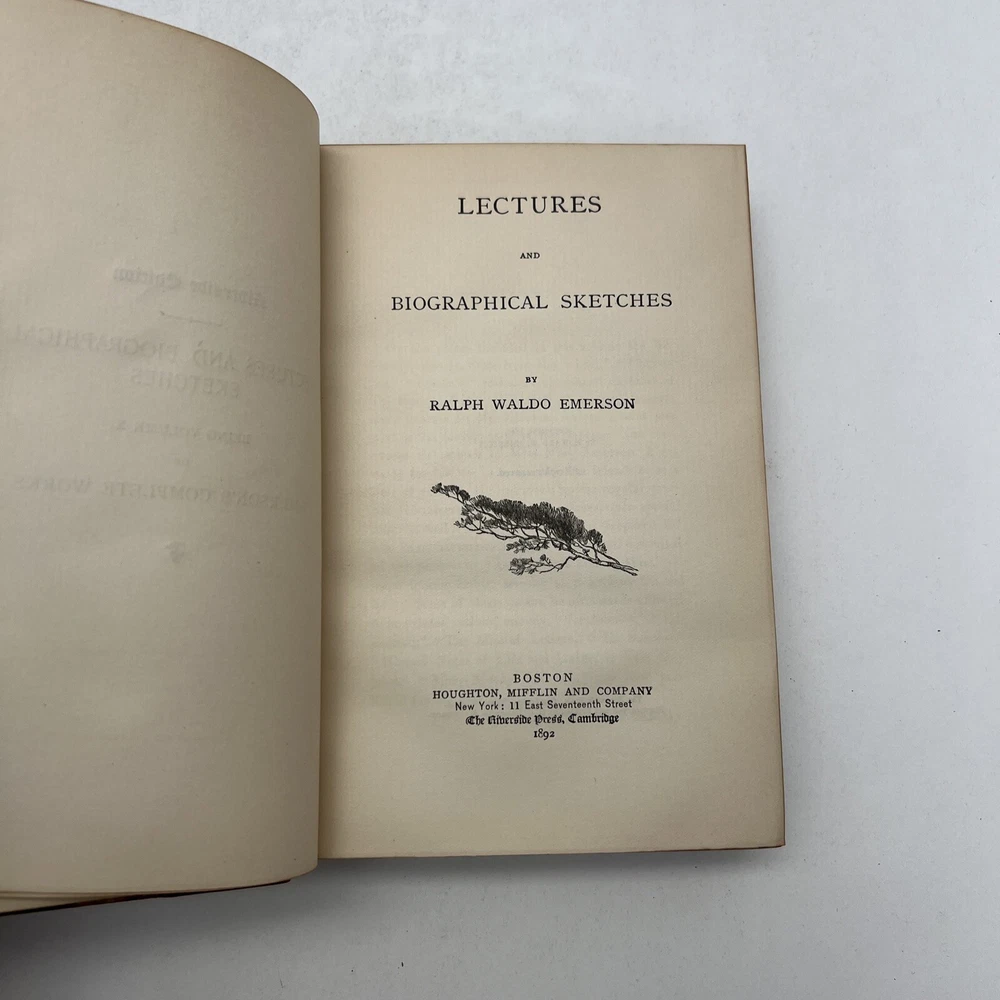 LECTURES
AND
BIOGRAPHICAL SKETCHES
BY
RALPH WALDO EMERSON
BOSTON
HOUGHTON, MIFFLIN AND COMPANY
New York: 11 East Seventeenth Street
The Riverside Press, Cambridge
1892